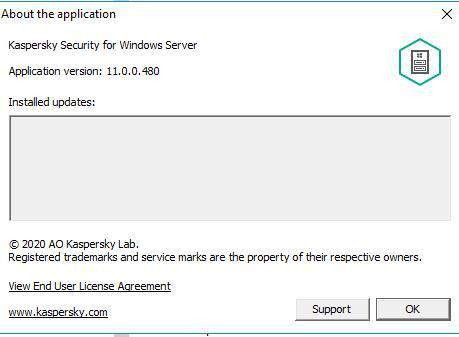 About the application
Kaspersky Security for Windows Server
Application version: 11.0.0.480
Installed updates:
© 2020 AO Kaspersky Lab.
Registered trademarks and service marks are the property of their respective owners.
View End User License Agreement
www.kaspersky.com
Support
OK